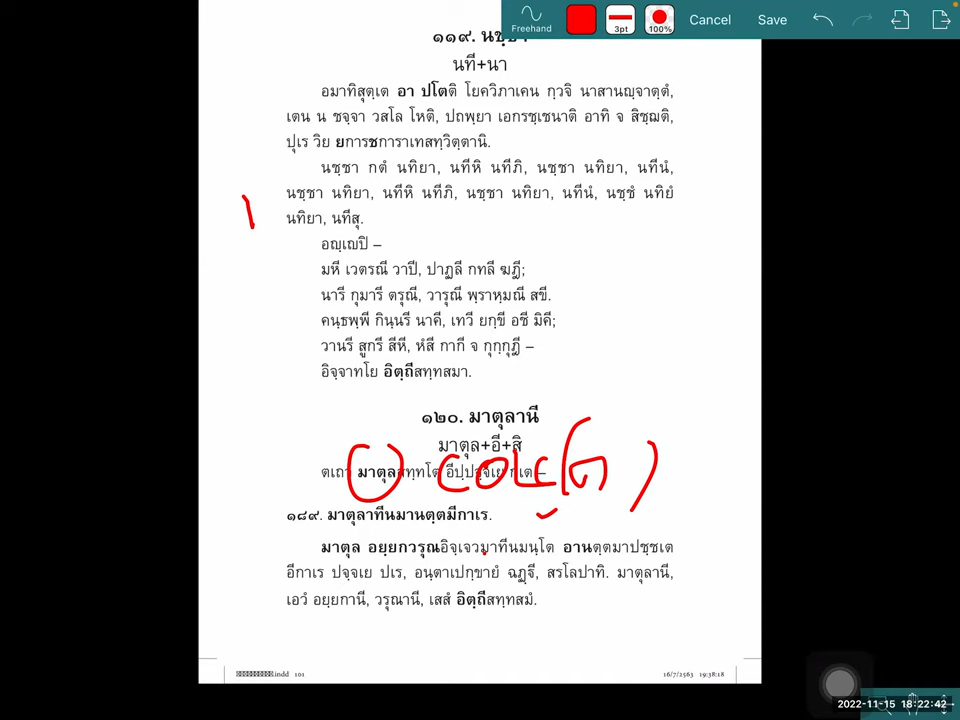 Freehand
3pt
100%
Cancel
Save
๑๑๙.
นที+นา
อมาทิสุตฺเต อา ปโตติ โยควิภาเคน กฺวจิ นาสานญฺจาตฺตํ,
เตน น ชจฺจา วสโล โหติ, ปถพฺยา เอกรชฺเชนาติ อาทิ จ สิชฺฌติ,
ปุเร วิย ยการชการาเทสทฺวิตฺตานิ.
นชฺชา กตํ นทิยา, นทีหิ นทีภิ, นชฺชา นทิยา, นทีนํ,
นชฺชา นทิยา, นทีหิ นทีภิ, นชฺชา นทิยา, นทีนํ, นชฺชํ นทิยํ
นทิยา, นทีสุ.
อญฺเญปิ –
มหี เวตรณี วาปี, ปาฏลี กทลี ฆฏี;
นารี กุมารี ตรุณี, วารุณี พฺราหฺมณี สขี.
คนฺธพฺพี กินฺนรี นาคี, เทวี ยกฺขี อชี มิคี;
วานรี สูกรี สีหี, หํสี กากี จ กุกฺกุฏี –
อิจฺจาทโย อิตฺถีสทฺทสมา.
๑๒๐. มาตุลานี
มาตุล+อี+สิ
ตเถา มาตุลสทฺทโต อีปฺปจฺจเย กเต –
๑๘๙. มาตุลาทีนมานตฺตมีกาเร.
มาตุล อยฺยกวรุณอิจฺเจวมาทีนมนฺโต อานตฺตมาปชฺชเต
อีกาเร ปจฺจเย ปเร, อนฺตาเปกฺขายํ ฉฏฺฐี, สรโลปาทิ. มาตุลานี,
เอวํ อยฺยกานี, วรุณานี, เสสํ อิตฺถีสทฺทสมํ.
.indd 101
16/7/2563 19:38:18
2022-11-15 18:22:42